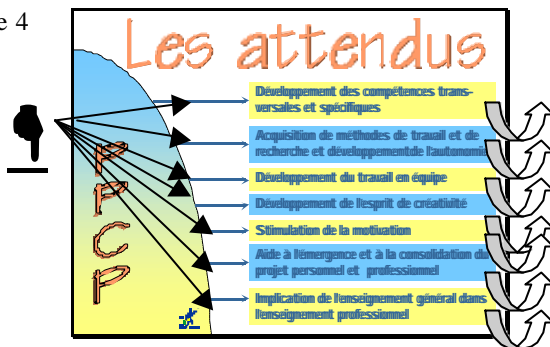 e 4
Les attendus
Développement des compétences trans-
versales et spécifiques
Acquisition de méthodes de travail et de
recherche et développementde l'autonomie
Développement du travail en équipe
Développement de l'esprit de créativité
Stimulation de la motivation
Aide à l'émergence et à la consolidation du
projet personnel et professionnel
Implication de l'enseignement général dans
l'enseignement professionnel
P
P
C
P